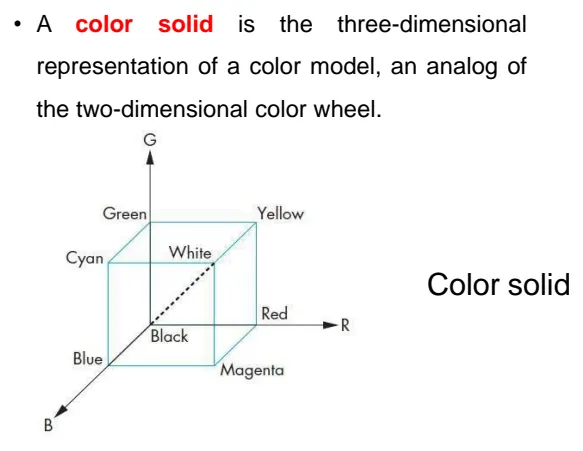 • A color solid is the three-dimensional
representation of a color model, an analog of
the two-dimensional color wheel.
G
Green
Yellow
Cyan
White
Color solid
Red
R
Black
Blue
Magenta
B